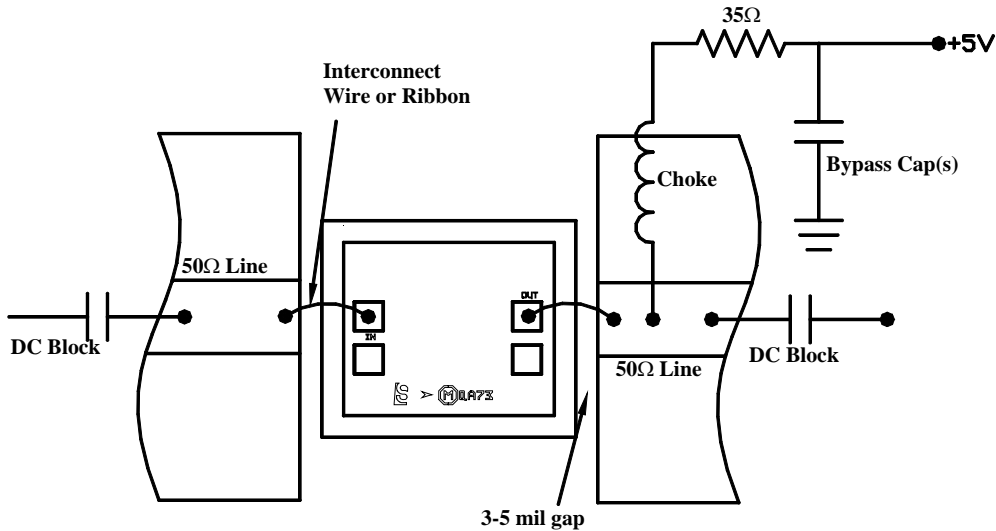 35Ω
+5V
Interconnect
Wire or Ribbon
Bypass Cap(s)
Choke
50Ω Line
OUT
IN
DC Block
DC Block
50Ω Line
3-5 mil gap